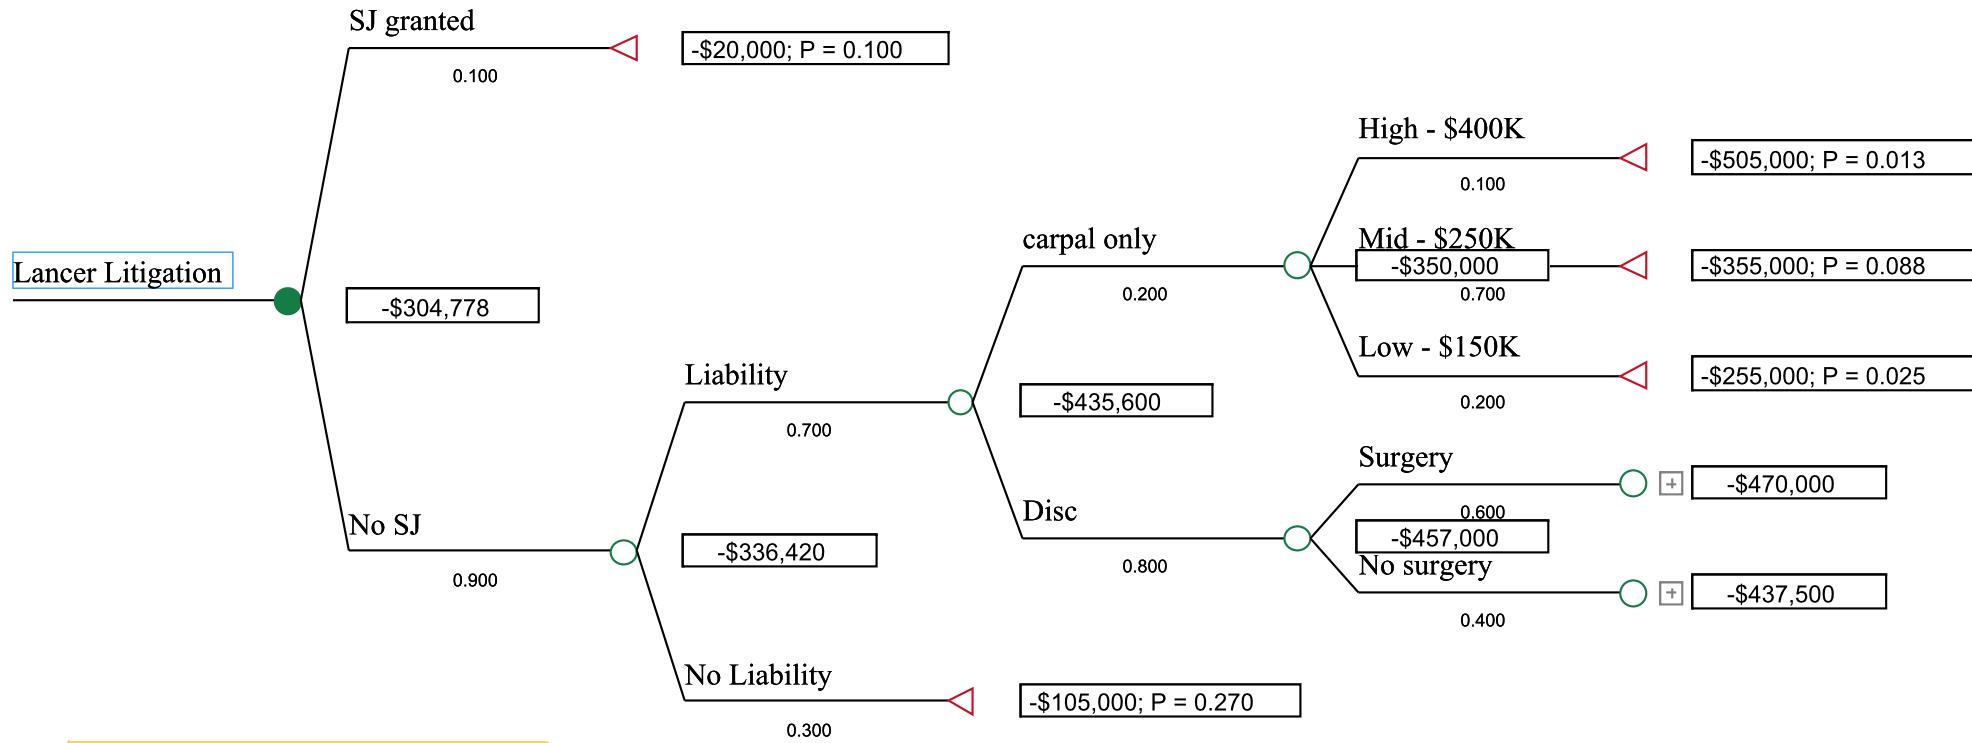 SJ granted
-$20,000; P = 0.100
0.100
High - $400K
-$505,000; P = 0.013
0.100
carpal only
Mid - $250K
-$350,000
-$355,000; P = 0.088
Lancer Litigation
0.200
0.700
-$304,778
Low - $150K
Liability
-$255,000; P = 0.025
-$435,600
0.200
0.700
Surgery
-$470,000
Disc
0.600
No SJ
-$457,000
-$336,420
No surgery
0.900
0.800
-$437,500
0.400
No Liability
-$105,000; P = 0.270
0.300